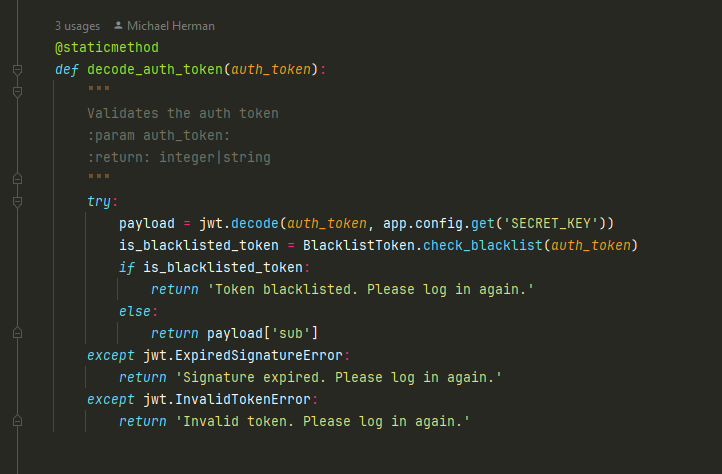 3 usages Michael Herman
@staticmethod
def decode_auth_token(auth_token):
"""
Validates the auth token
:param auth_token:
:return: integer|string
"""
try:
payload = jwt.decode(auth_token, app.config.get('SECRET_KEY'))
is_blacklisted_token = BlacklistToken.check_blacklist(auth_token)
if is_blacklisted_token:
return 'Token blacklisted. Please log in again.'
else:
return payload['sub']
except jwt.ExpiredSignatureError:
return 'Signature expired. Please log in again.'
except jwt.InvalidTokenError:
return 'Invalid token. Please log in again.'